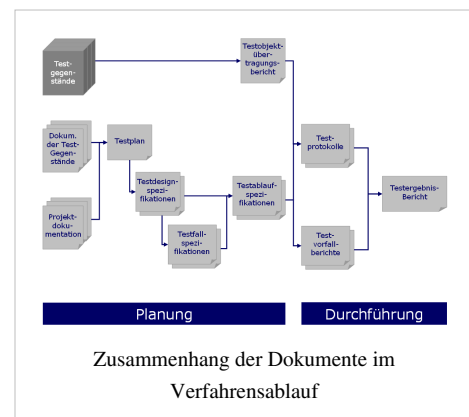 Test-
gegen-
stände
Testobjekt-
über-
tragungs-
bericht
Dokum.
der Test-
Gegen-
stände
Testplan
Test-
protokolle
Testdesign-
spezi-
fikationen
Testablauf-
spezi-
fikationen
Testergebnis-
Bericht
Projekt-
doku-
mentation
Testfall-
spezi-
fikationen
Test-
vorfall-
berichte
Planung
Durchführung
Zusammenhang der Dokumente im
Verfahrensablauf